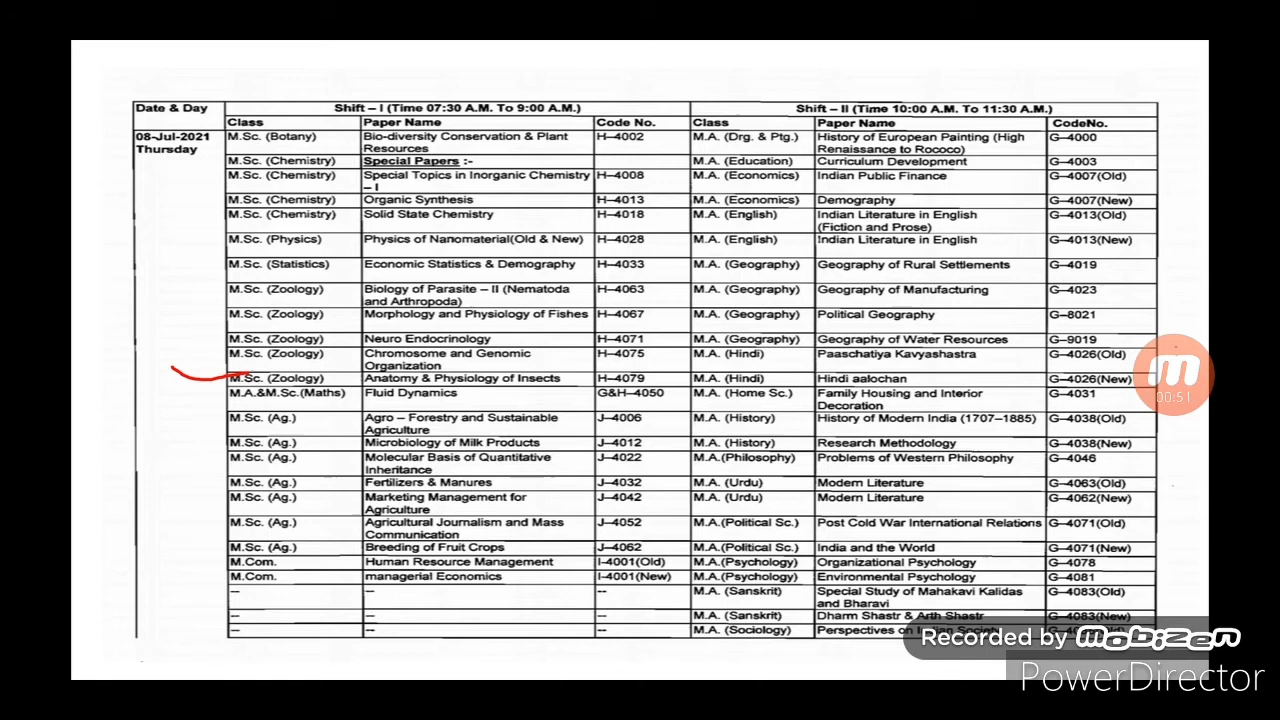 Date & Day Shift – I (Time 07:30 A.M. To 9:00 A.M.) Shift – II (Time 10:00 A.M. To 11:30 A.M.)
Class Paper Name Code No. Class Paper Name CodeNo.
08-Jul-2021 Thursday M.Sc. (Botany) Bio-diversity Conservation & Plant Resources H–4002 M.A. (Drg. & Ptg.) History of European Painting (High Renaissance to Rococo) G–4000
M.Sc. (Chemistry) Special Papers :- M.A. (Education) Curriculum Development G–4003
M.Sc. (Chemistry) Special Topics in Inorganic Chemistry – I H–4008 M.A. (Economics) Indian Public Finance G–4007(Old)
M.Sc. (Chemistry) Organic Synthesis H–4013 M.A. (Economics) Demography G–4007(New)
M.Sc. (Chemistry) Solid State Chemistry H–4018 M.A. (English) Indian Literature in English (Fiction and Prose) G–4013(Old)
M.Sc. (Physics) Physics of Nanomaterial(Old & New) H–4028 M.A. (English) Indian Literature in English G–4013(New)
M.Sc. (Statistics) Economic Statistics & Demography H–4033 M.A. (Geography) Geography of Rural Settlements G–4019
M.Sc. (Zoology) Biology of Parasite – II (Nematoda and Arthropoda) H–4063 M.A. (Geography) Geography of Manufacturing G–4023
M.Sc. (Zoology) Morphology and Physiology of Fishes H–4067 M.A. (Geography) Political Geography G–8021
M.Sc. (Zoology) Neuro Endocrinology H–4071 M.A. (Geography) Geography of Water Resources G–9019
M.Sc. (Zoology) Chromosome and Genomic Organization H–4075 M.A. (Hindi) Paaschatiya Kavyashastra G–4026(Old)
M.Sc. (Zoology) Anatomy & Physiology of Insects H–4079 M.A. (Hindi) Hindi aalochan G–4026(New)
M.A.&M.Sc.(Maths) Fluid Dynamics G&H–4050 M.A. (Home Sc.) Family Housing and Interior Decoration G–4031
M.Sc. (Ag.) Agro – Forestry and Sustainable Agriculture J–4006 M.A. (History) History of Modern India (1707–1885) G–4038(Old)
M.Sc. (Ag.) Microbiology of Milk Products J–4012 M.A. (History) Research Methodology G–4038(New)
M.Sc. (Ag.) Molecular Basis of Quantitative Inheritance J–4022 M.A.(Philosophy) Problems of Western Philosophy G–4046
M.Sc. (Ag.) Fertilizers & Manures J–4032 M.A. (Urdu) Modern Literature G–4063(Old)
M.Sc. (Ag.) Marketing Management for Agriculture J–4042 M.A. (Urdu) Modern Literature G–4062(New)
M.Sc. (Ag.) Agricultural Journalism and Mass Communication J–4052 M.A.(Political Sc.) Post Cold War International Relations G–4071(Old)
M.Sc. (Ag.) Breeding of Fruit Crops J–4062 M.A.(Political Sc.) India and the World G–4071(New)
M.Com. Human Resource Management I-4001(Old) M.A.(Psychology) Organizational Psychology G–4078
M.Com. managerial Economics I-4001(New) M.A.(Psychology) Environmental Psychology G–4081
-- -- -- M.A. (Sanskrit) Special Study of Mahakavi Kalidas and Bharavi G–4083(Old)
-- -- -- M.A. (Sanskrit) Dharm Shastr & Arth Shastr G–4083(New)
-- -- -- M.A. (Sociology) Perspectives on Indian Society
00:51
Recorded by mobizen
PowerDirector